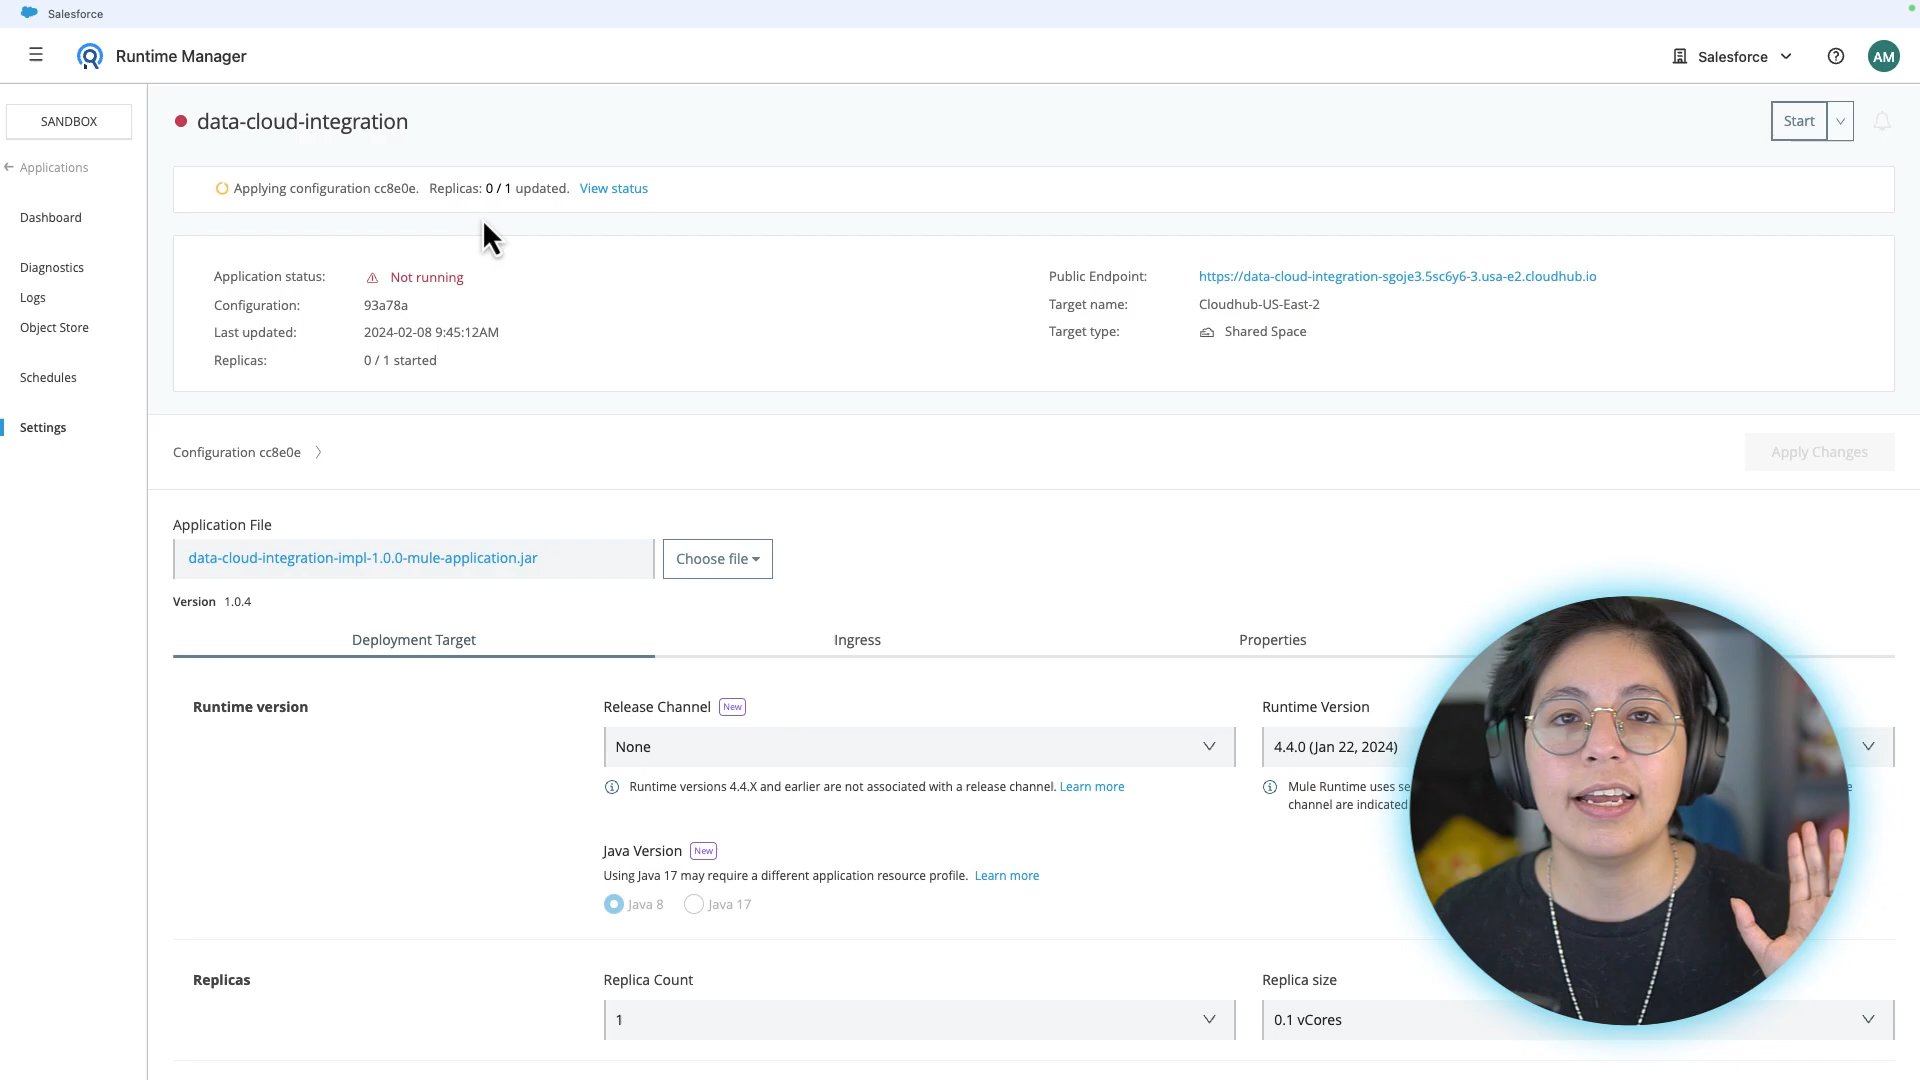 Salesforce
Runtime Manager
Salesforce
AM
SANDBOX
data-cloud-integration
Start
Applications
Applying configuration cc8e0e. Replicas: 0 / 1 updated. View status
Dashboard
Diagnostics
Logs
Object Store
Schedules
Settings
Application status: Not running
Configuration: 93a78a
Last updated: 2024-02-08 9:45:12AM
Replicas: 0 / 1 started
Public Endpoint: https://data-cloud-integration-sgoje3.5sc6y6-3.usa-e2.cloudhub.io
Target name: Cloudhub-US-East-2
Target type: Shared Space
Configuration cc8e0e
Apply Changes
Application File
data-cloud-integration-impl-1.0.0-mule-application.jar
Choose file
Version 1.0.4
Deployment Target
Ingress
Properties
Runtime version
Release Channel New
None
Runtime versions 4.4.X and earlier are not associated with a release channel. Learn more
Runtime Version
4.4.0 (Jan 22, 2024)
Mule Runtime uses
channel are indicated
Java Version New
Using Java 17 may require a different application resource profile. Learn more
Java 8
Java 17
Replicas
Replica Count
1
Replica size
0.1 vCores